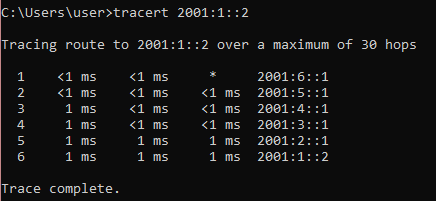 C:\Users\user>tracert 2001:1::2
Tracing route to 2001:1::2 over a maximum of 30 hops
1 <1 ms <1 ms * 2001:6::1
2 <1 ms <1 ms <1 ms 2001:5::1
3 1 ms <1 ms <1 ms 2001:4::1
4 1 ms <1 ms <1 ms 2001:3::1
5 1 ms 1 ms 1 ms 2001:2::1
6 1 ms 1 ms 1 ms 2001:1::2
Trace complete.